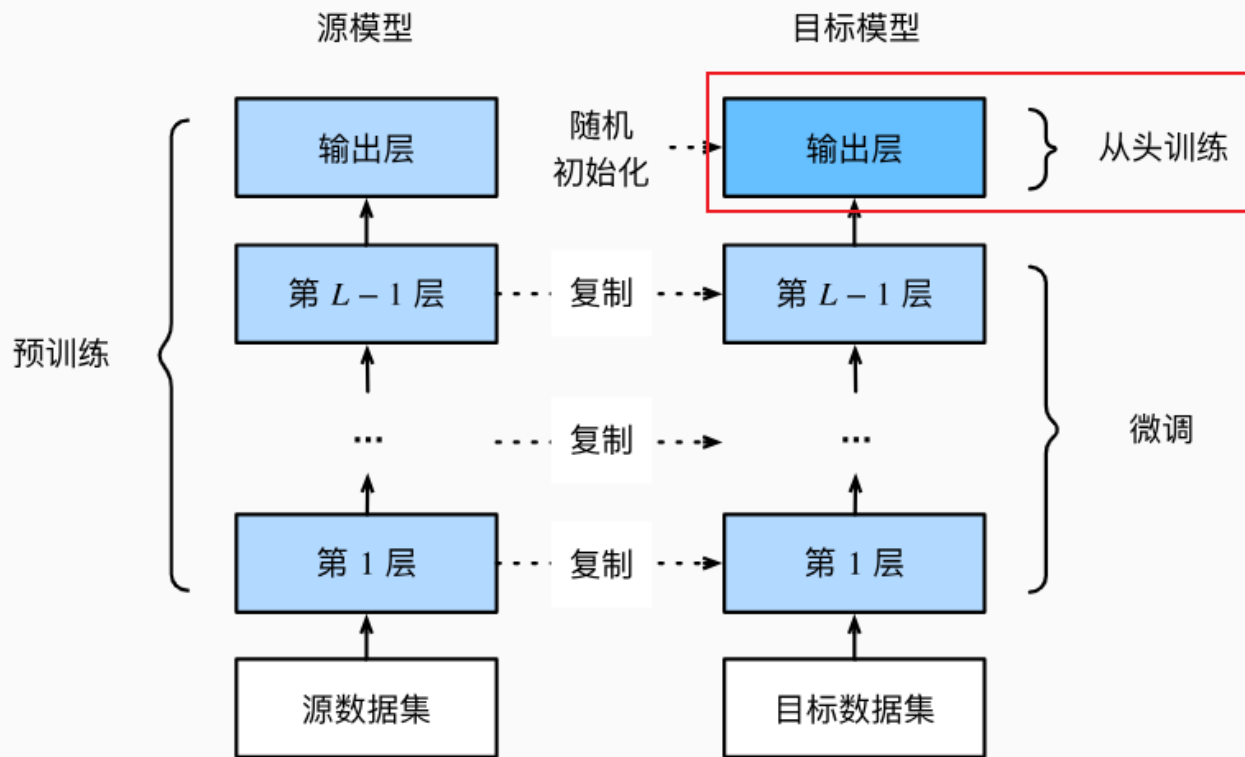 源模型
目标模型
输出层
随机
初始化
输出层
从头训练
第 L – 1 层
复制
第 L – 1 层
预训练
...
复制
...
微调
第 1 层
复制
第 1 层
源数据集
目标数据集